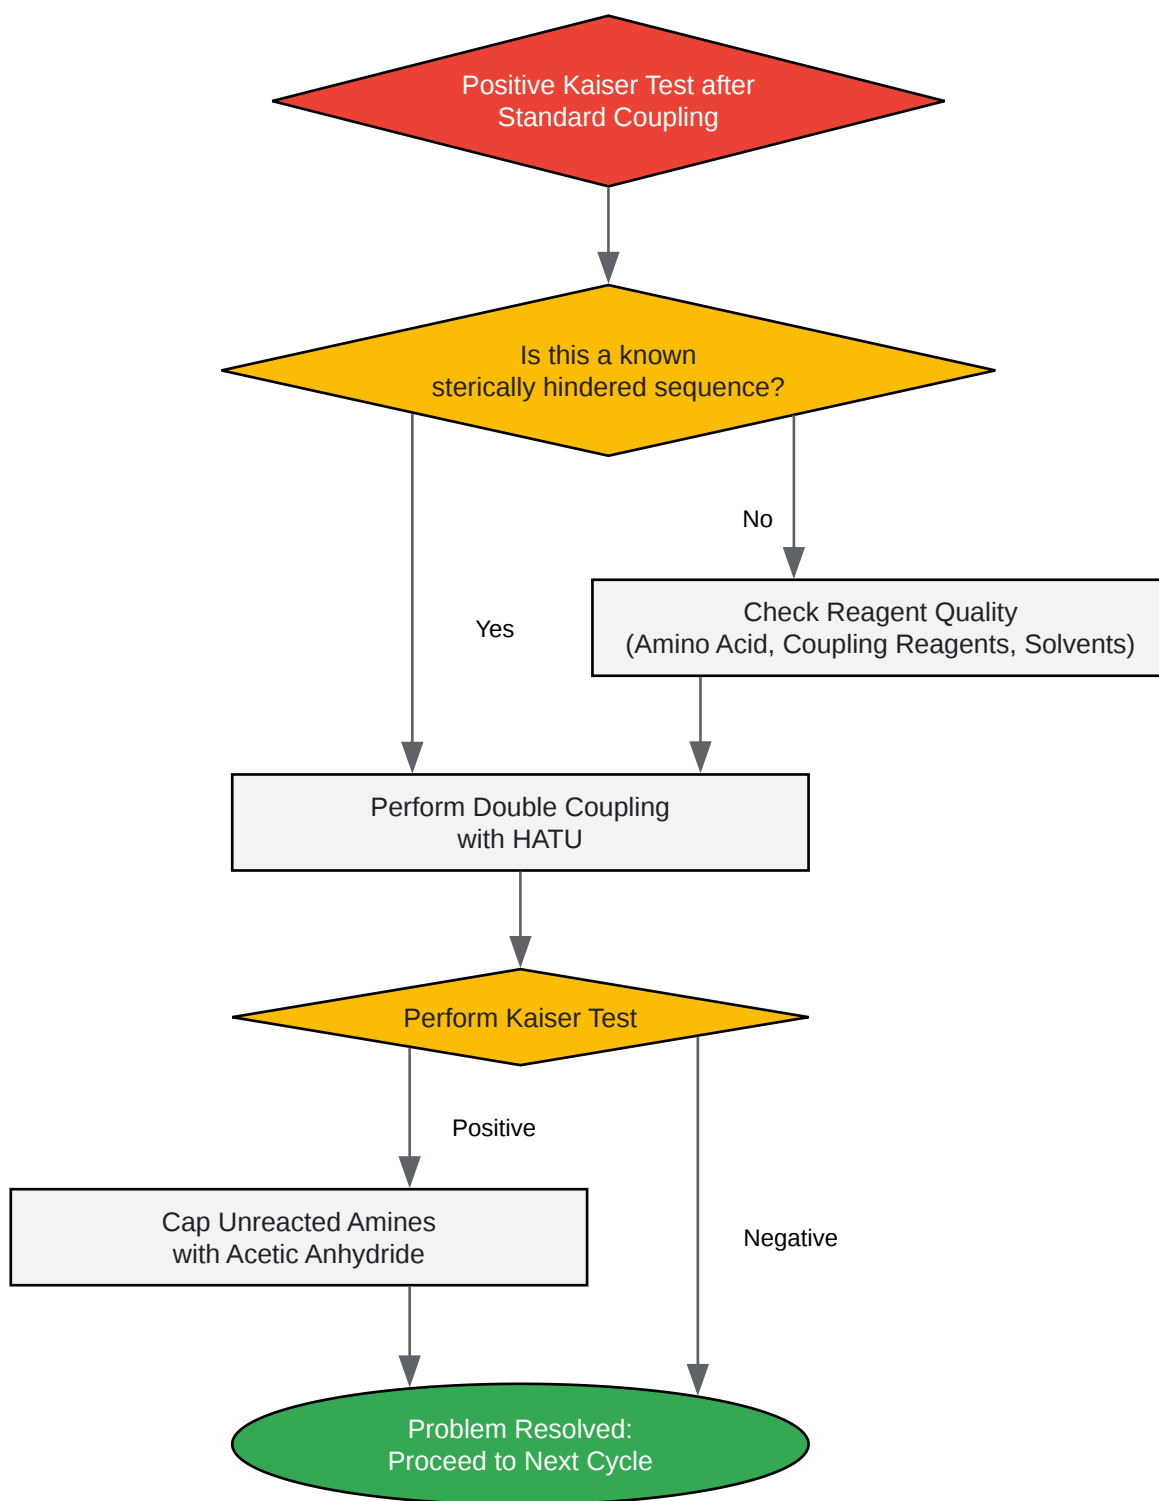 Positive Kaiser Test after
Standard Coupling
Is this a known
sterically hindered sequence?
No
Check Reagent Quality
(Amino Acid, Coupling Reagents, Solvents)
Yes
Perform Double Coupling
with HATU
Perform Kaiser Test
Positive
Cap Unreacted Amines
with Acetic Anhydride
Negative
Problem Resolved:
Proceed to Next Cycle